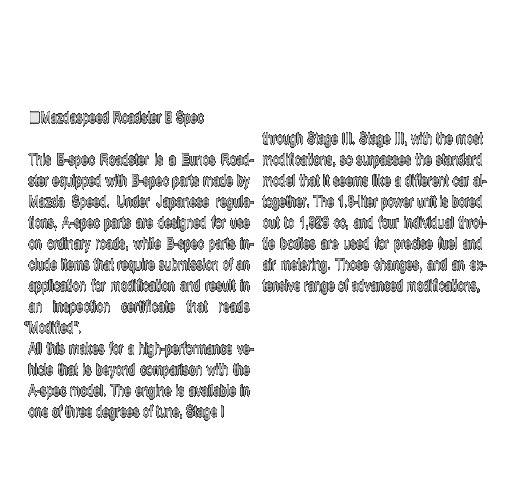 ■Mazdaspeed Roadster B Spec
This B-spec Roadster is a Eunos Road-
ster equipped with B-spec parts made by
Mazda Speed. Under Japanese regula-
tions, A-spec parts are designed for use
on ordinary roads, while B-spec parts in-
clude items that require submission of an
application for modification and result in
an inspection certificate that reads
"Modified".
All this makes for a high-performance ve-
hicle that is beyond comparison with the
A-spec model. The engine is available in
one of three degrees of tune, Stage I
through Stage III. Stage III, with the most
modifications, so surpasses the standard
model that it seems like a different car al-
together. The 1.8-liter power unit is bored
out to 1,929 cc, and four individual throt-
tle bodies are used for precise fuel and
air metering. Those changes, and an ex-
tensive range of advanced modifications,